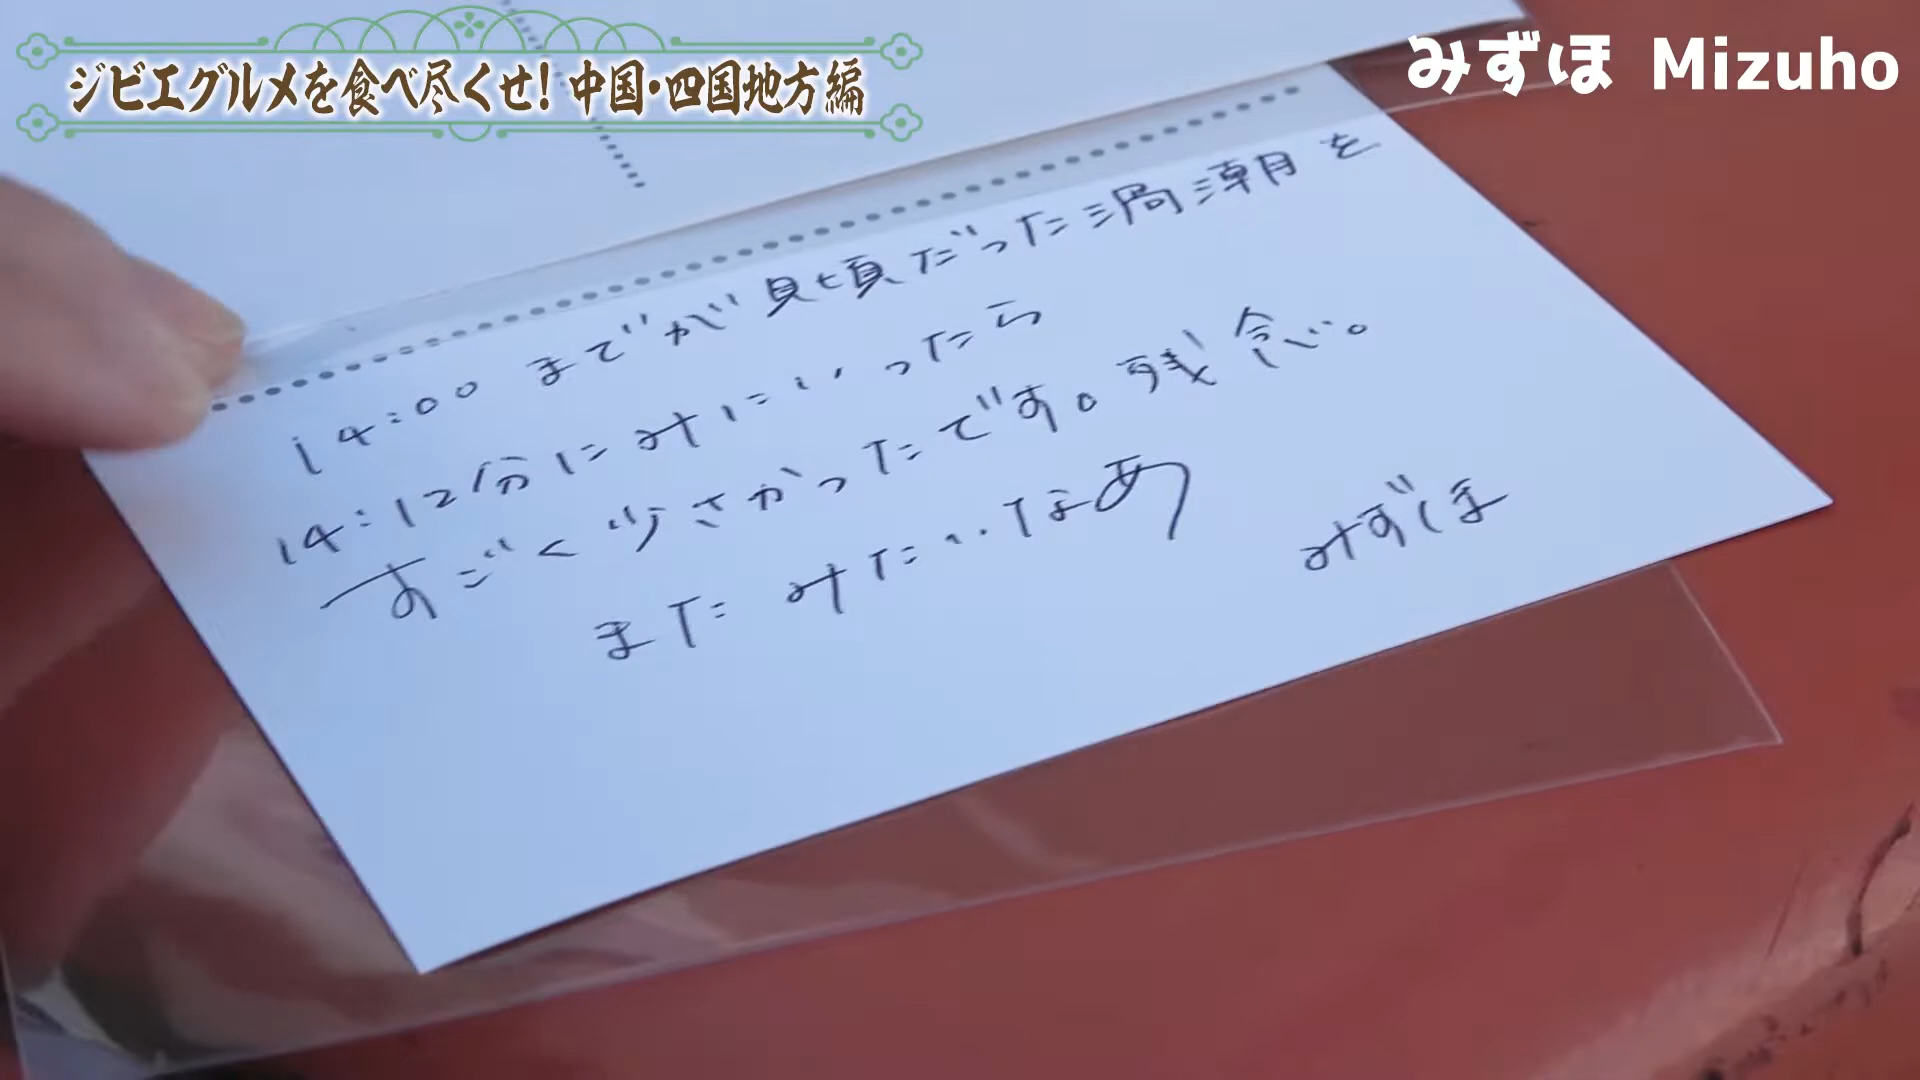 ジビエグルメを食べ尽くせ！中国・四国地方編
みずほ Mizuho
14:00 までが見頃だった渦潮を
14:12分にみにいったら
すごく小さかったです。残念。
またみたいなあ
みずほ